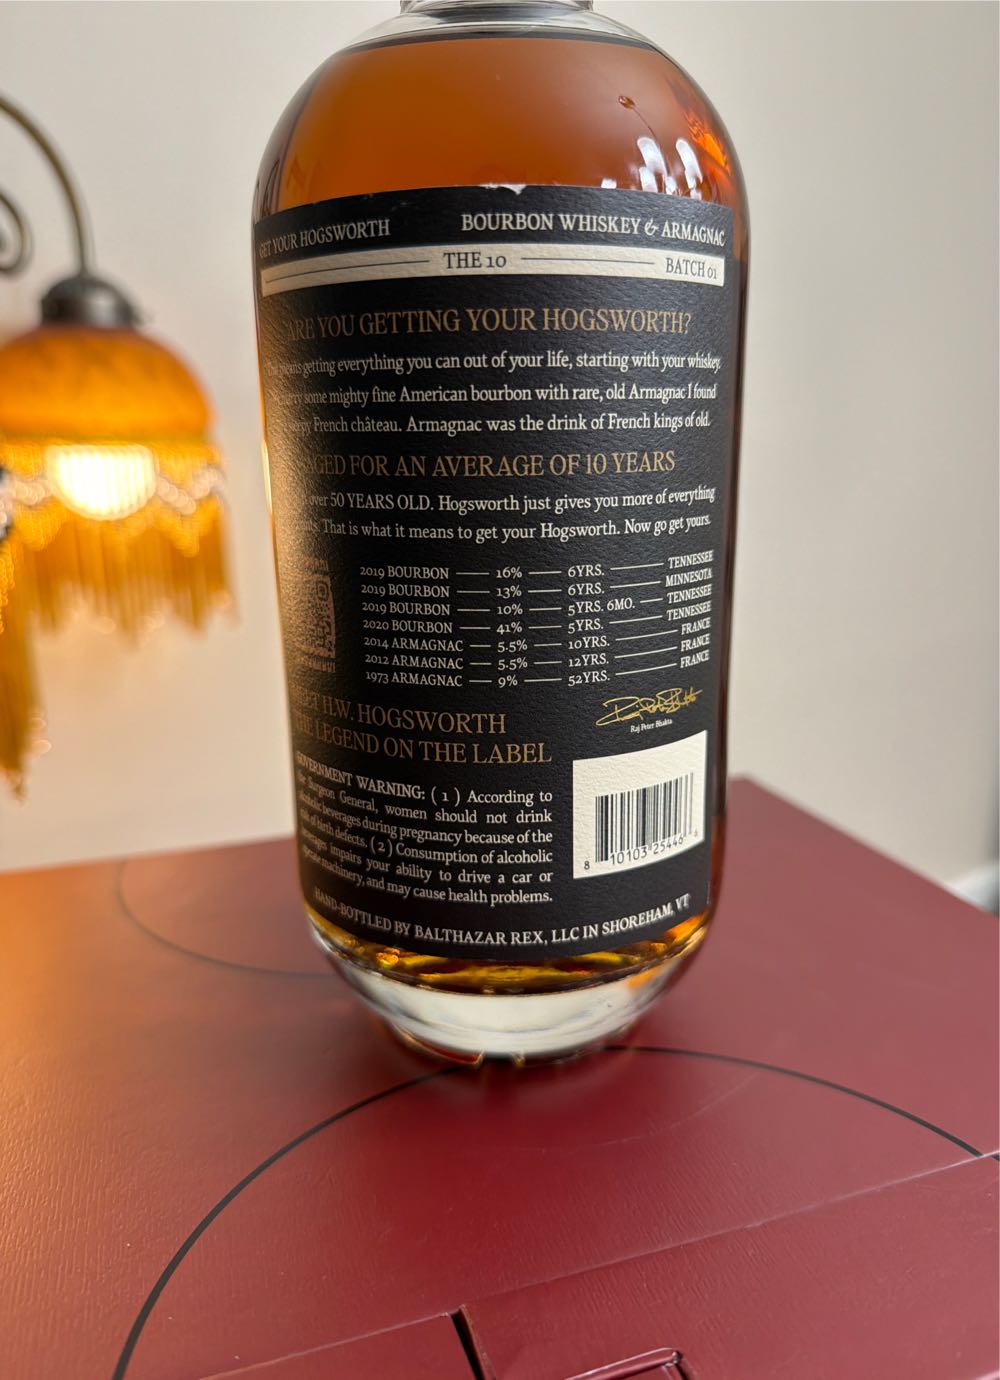 GET YOUR HOGSWORTH
BOURBON WHISKEY & ARMAGNAC
THE 10
BATCH 01
ARE YOU GETTING YOUR HOGSWORTH?
means getting everything you can out of your life, starting with your whiskey.
some mighty fine American bourbon with rare, old Armagnac I found
French château. Armagnac was the drink of French kings of old.
AGED FOR AN AVERAGE OF 10 YEARS
over 50 YEARS OLD. Hogsworth just gives you more of everything
That is what it means to get your Hogsworth. Now go get yours.
2019 BOURBON — 16% — 6YRS. — TENNESSEE
2019 BOURBON — 13% — 6YRS. — MINNESOTA
2019 BOURBON — 10% — 5YRS. 6MO. — TENNESSEE
2020 BOURBON — 41% — 5YRS. — TENNESSEE
2014 ARMAGNAC — 5.5% — 10YRS. — FRANCE
2012 ARMAGNAC — 5.5% — 12YRS. — FRANCE
1973 ARMAGNAC — 9% — 52YRS. — FRANCE
Raj Peter Bhakta
H.W. HOGSWORTH
THE LEGEND ON THE LABEL
GOVERNMENT WARNING: (1) According to
the Surgeon General, women should not drink
alcoholic beverages during pregnancy because of the
risk of birth defects. (2) Consumption of alcoholic
beverages impairs your ability to drive a car or
operate machinery, and may cause health problems.
8 10103 25446 6
HAND-BOTTLED BY BALTHAZAR REX, LLC IN SHOREHAM, VT